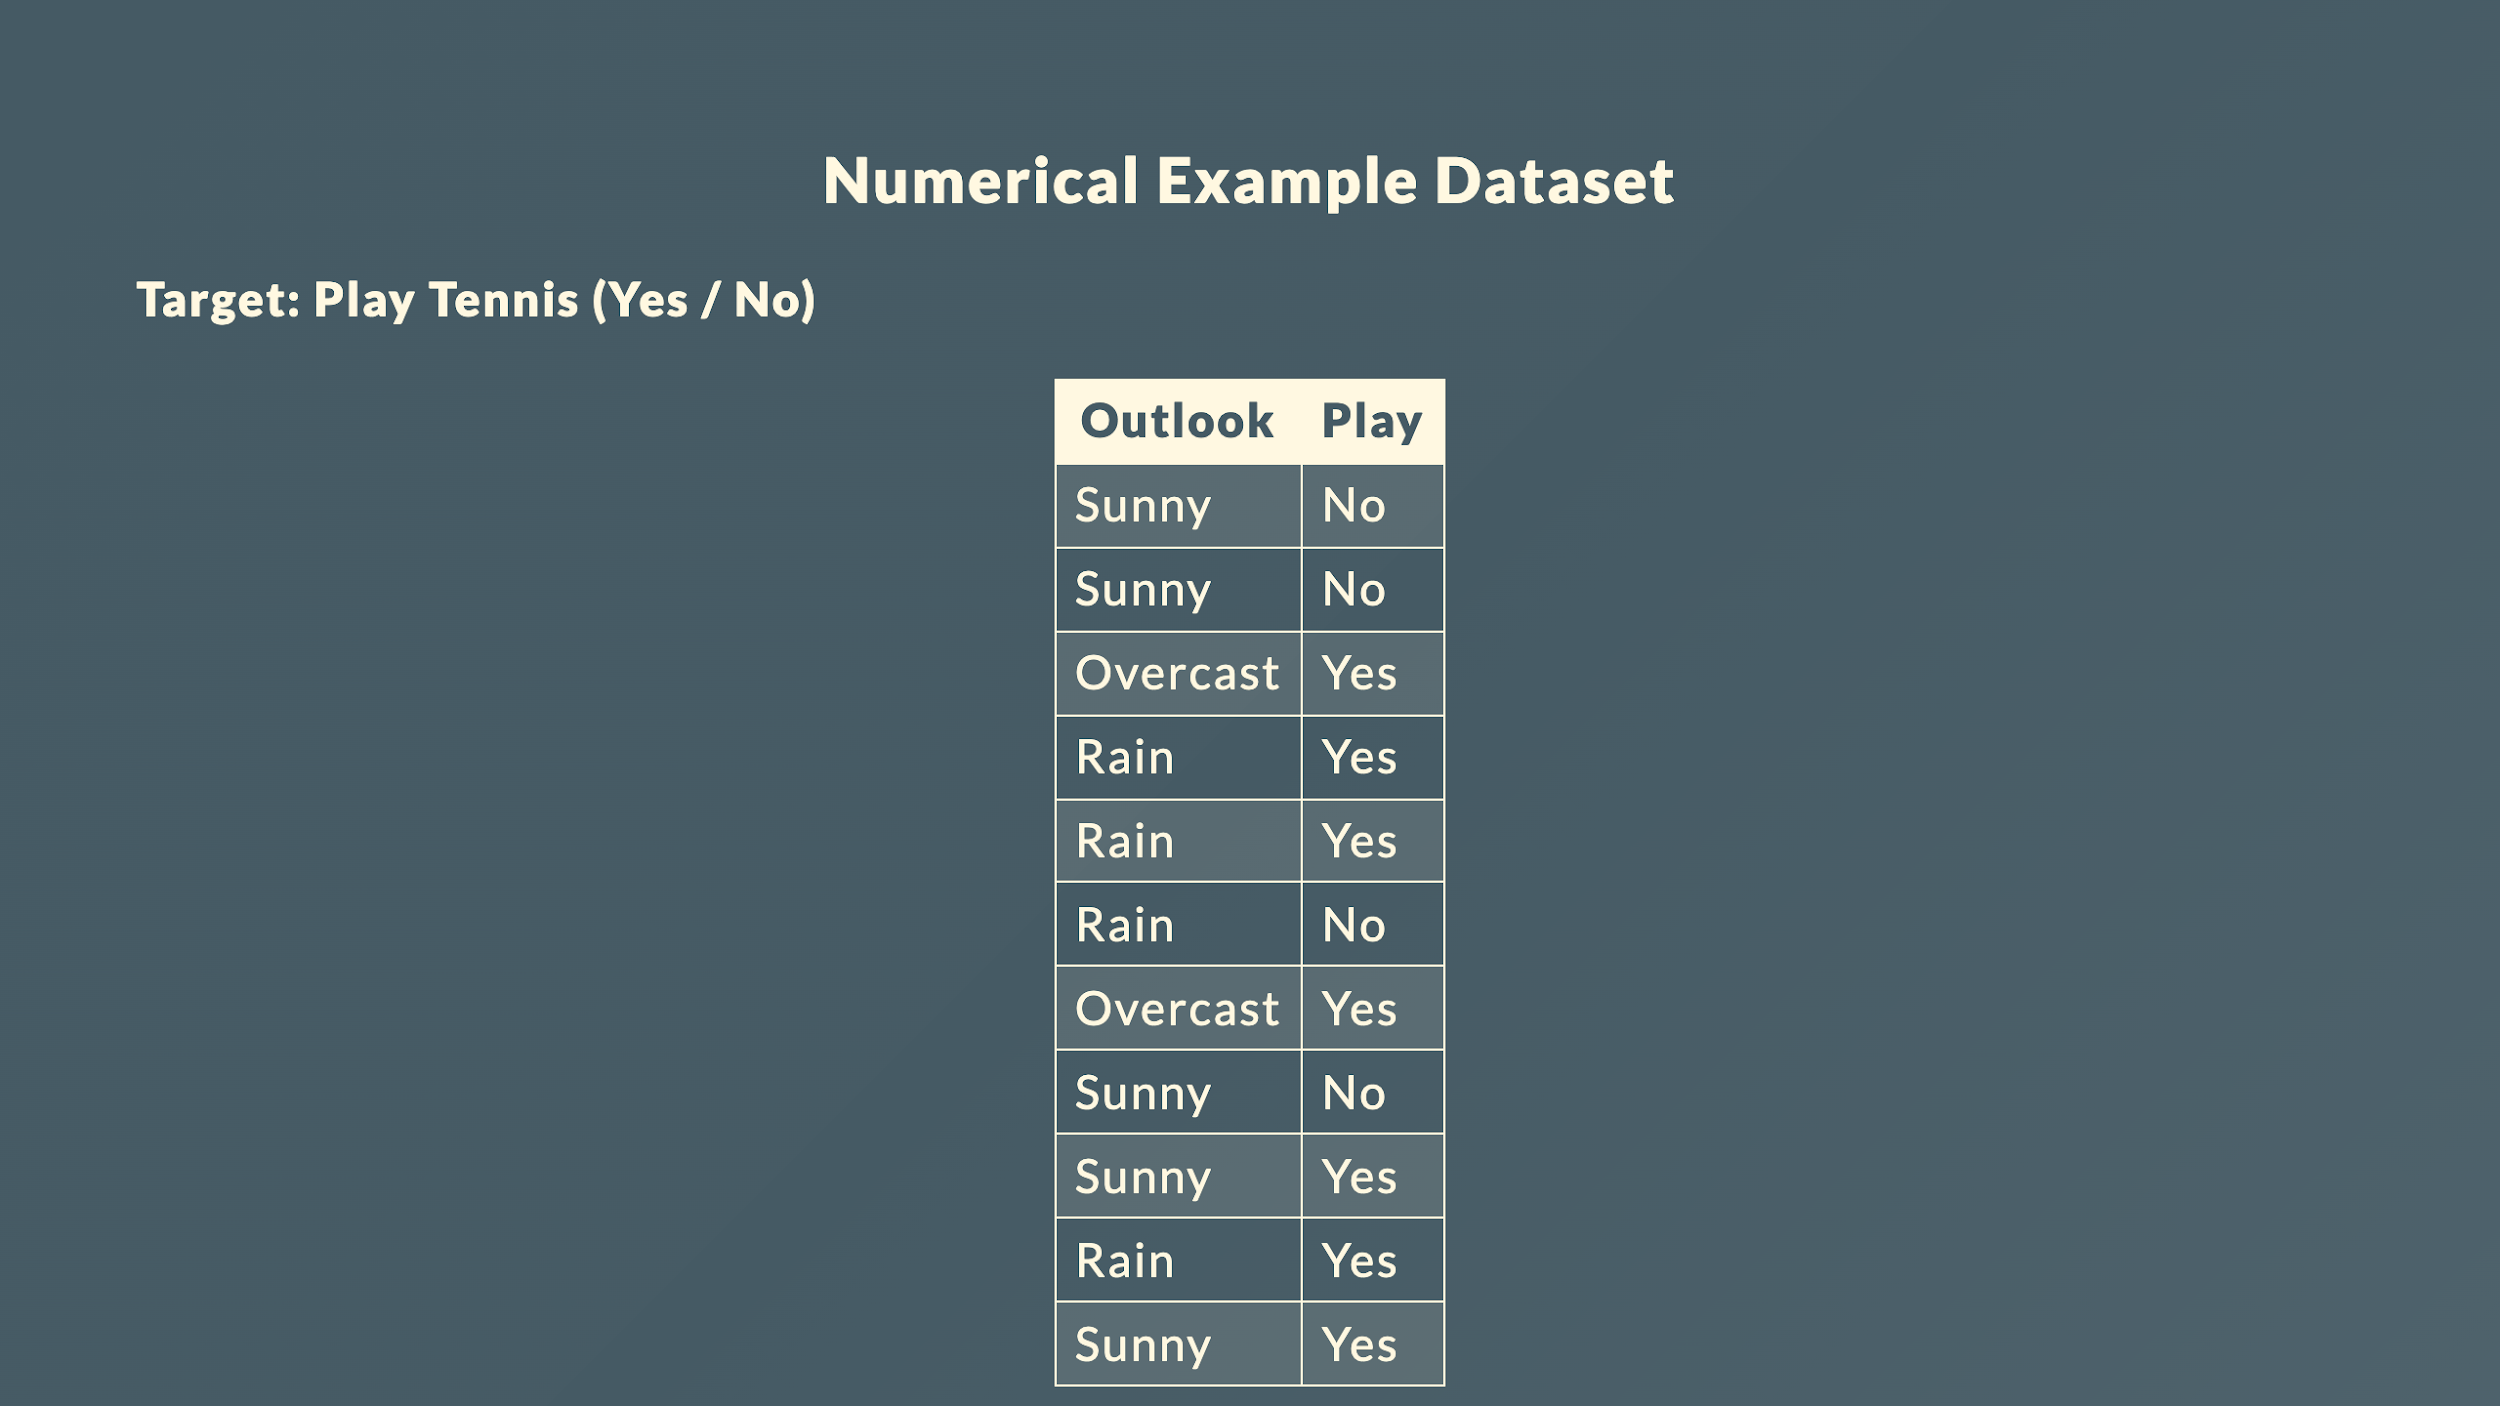 Numerical Example Dataset
Target: Play Tennis (Yes / No)
Outlook Play
Sunny No
Sunny No
Overcast Yes
Rain Yes
Rain Yes
Rain No
Overcast Yes
Sunny No
Sunny Yes
Rain Yes
Sunny Yes